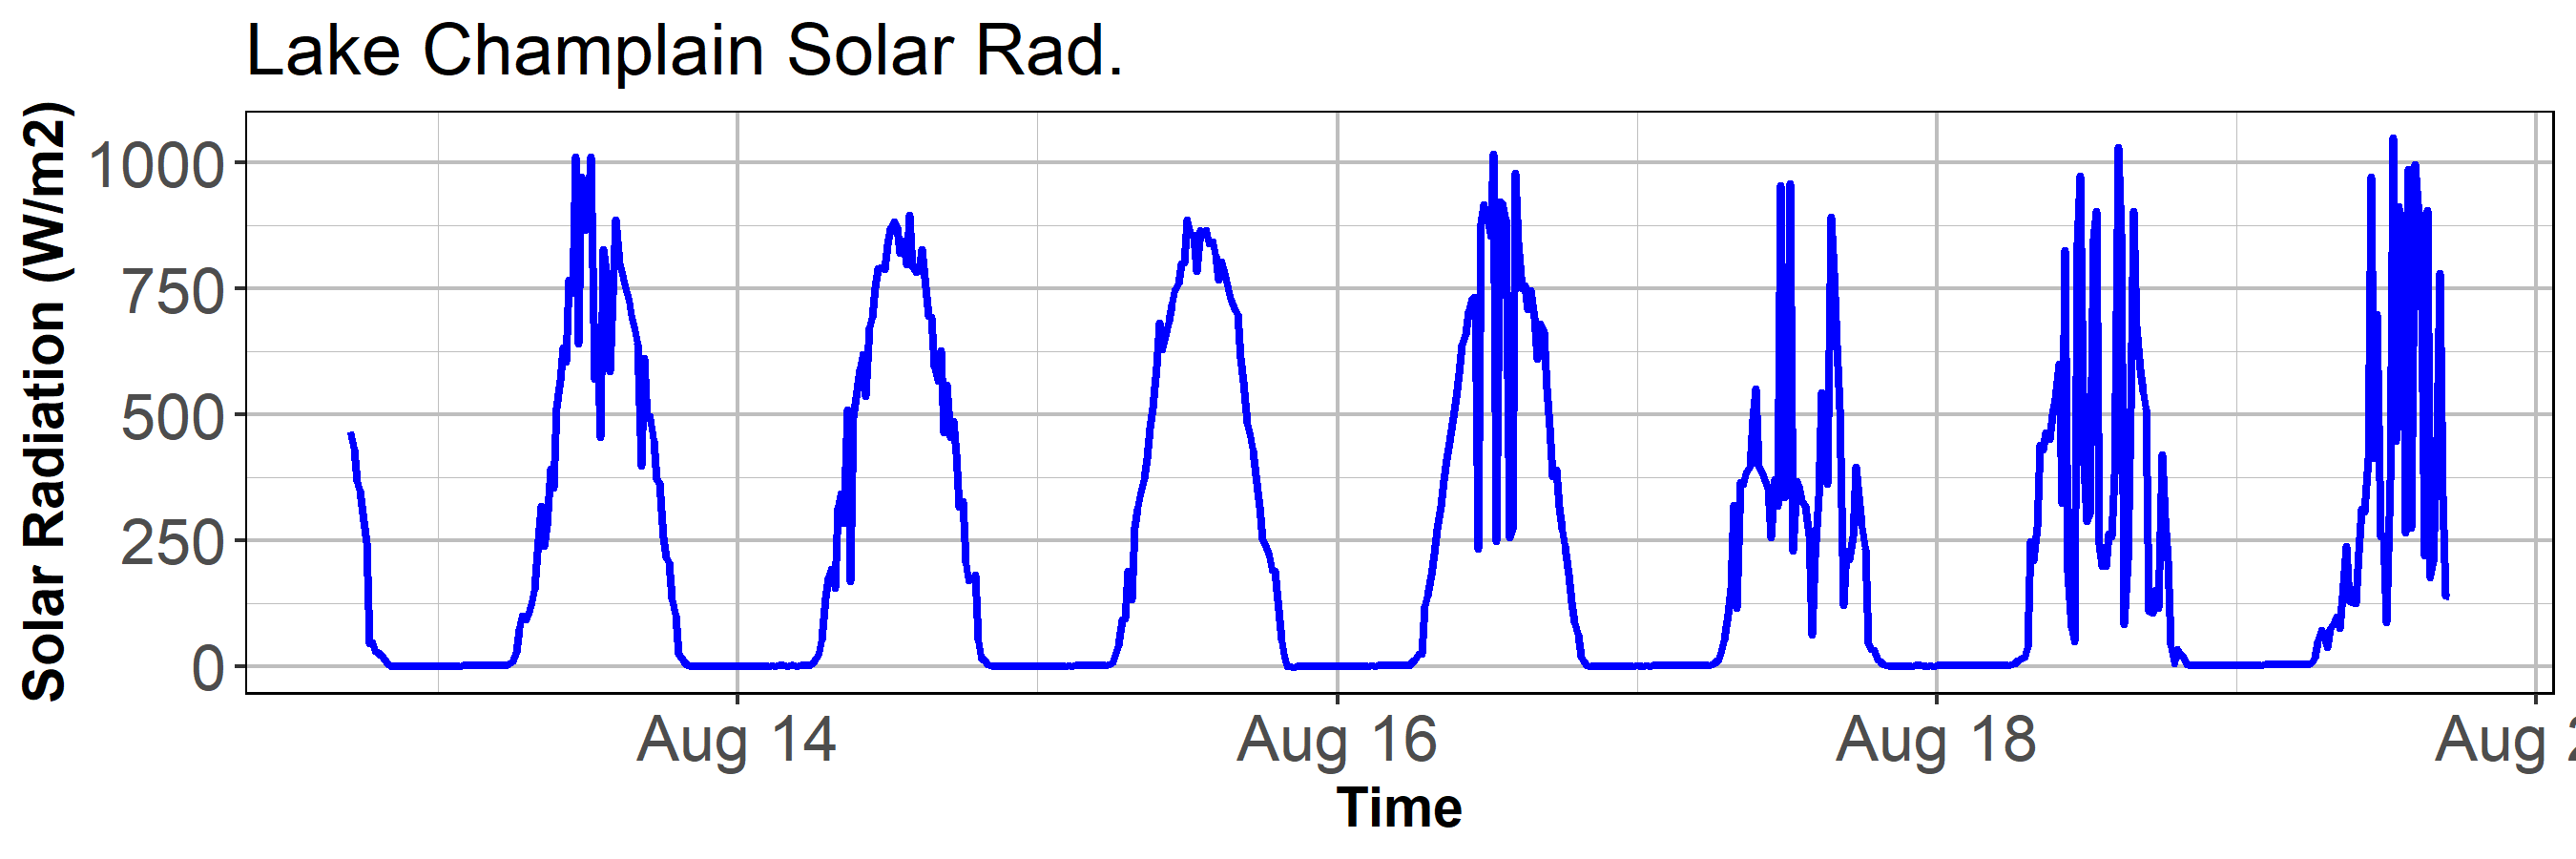 Lake Champlain Solar Rad.
Solar Radiation (W/m2)
1000
750
500
250
0
Aug 14 Aug 16 Aug 18 Aug
Time